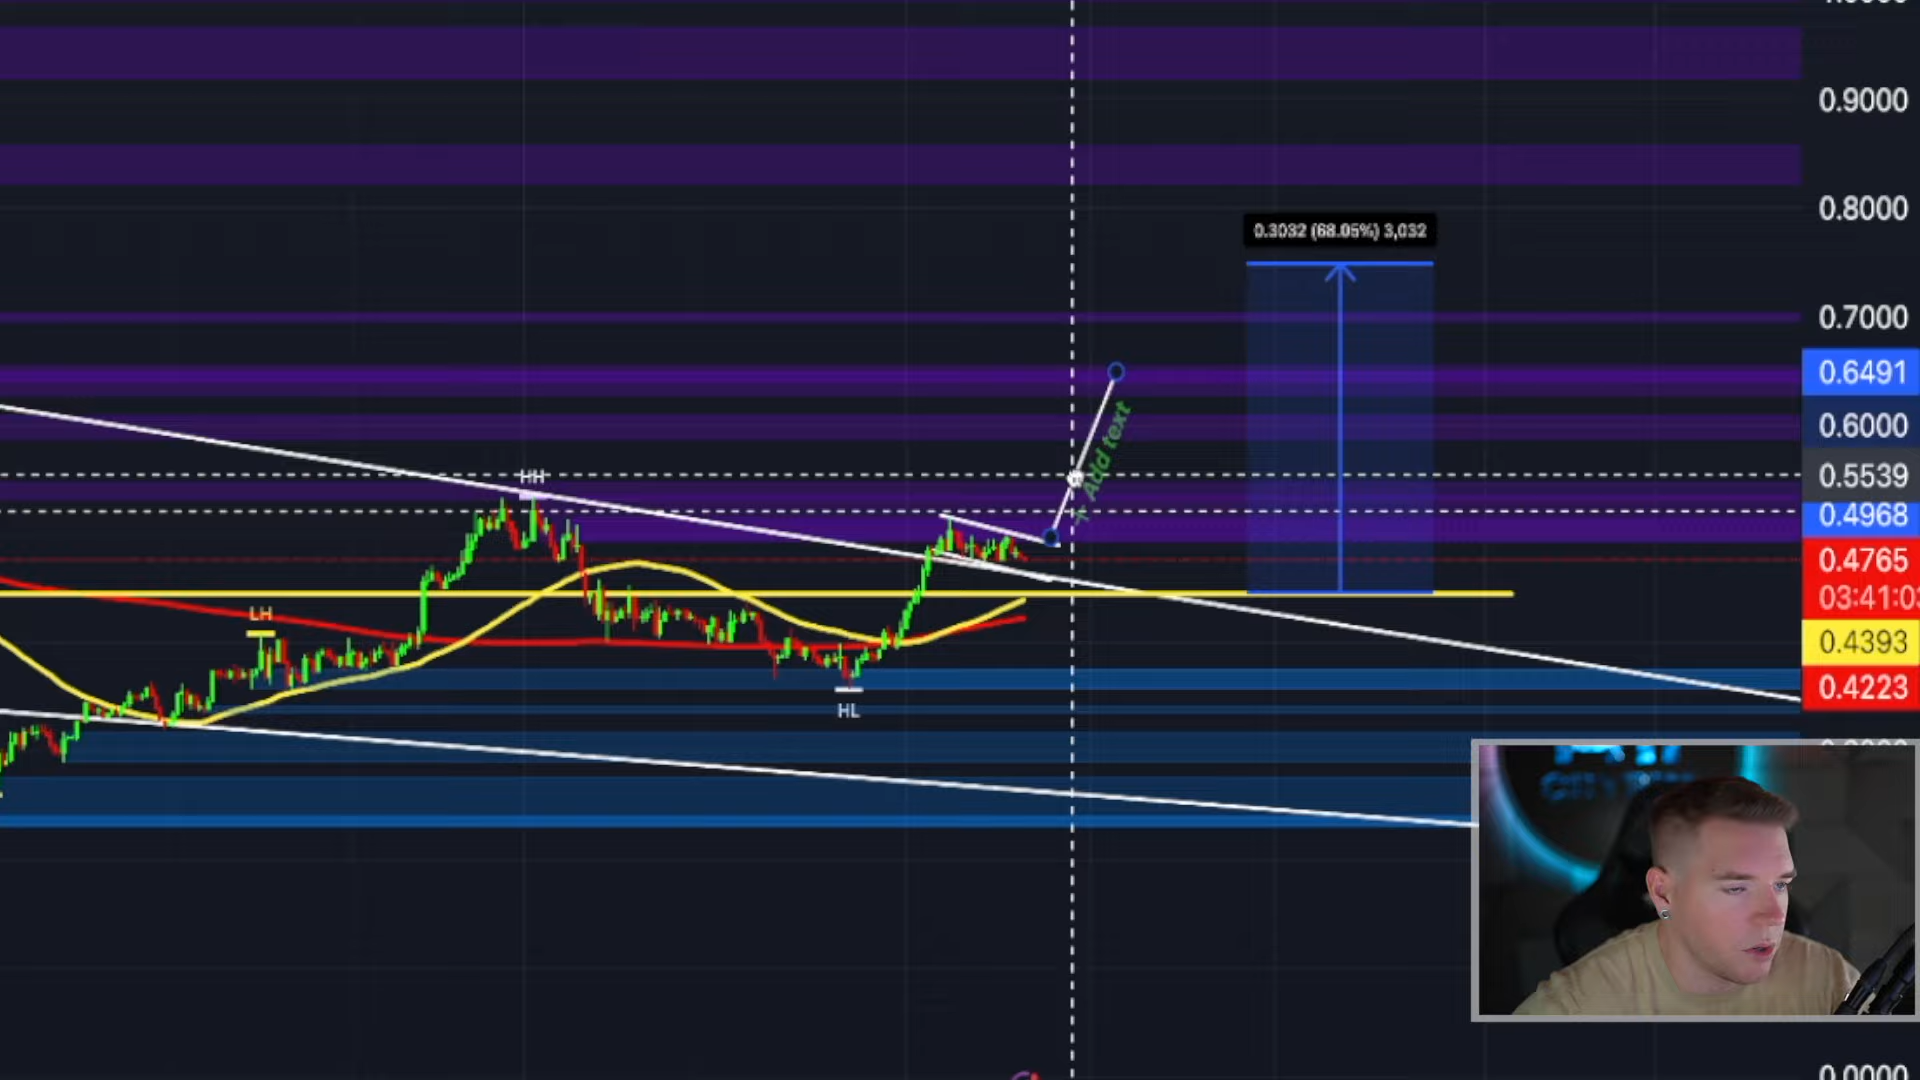 0.9000
0.8000
0.3032 (68.05%) 3,032
0.7000
0.6491
+ Add text
0.6000
HH
0.5539
0.4968
0.4765
03:41:03
LH
0.4393
0.4223
HL
0.0000